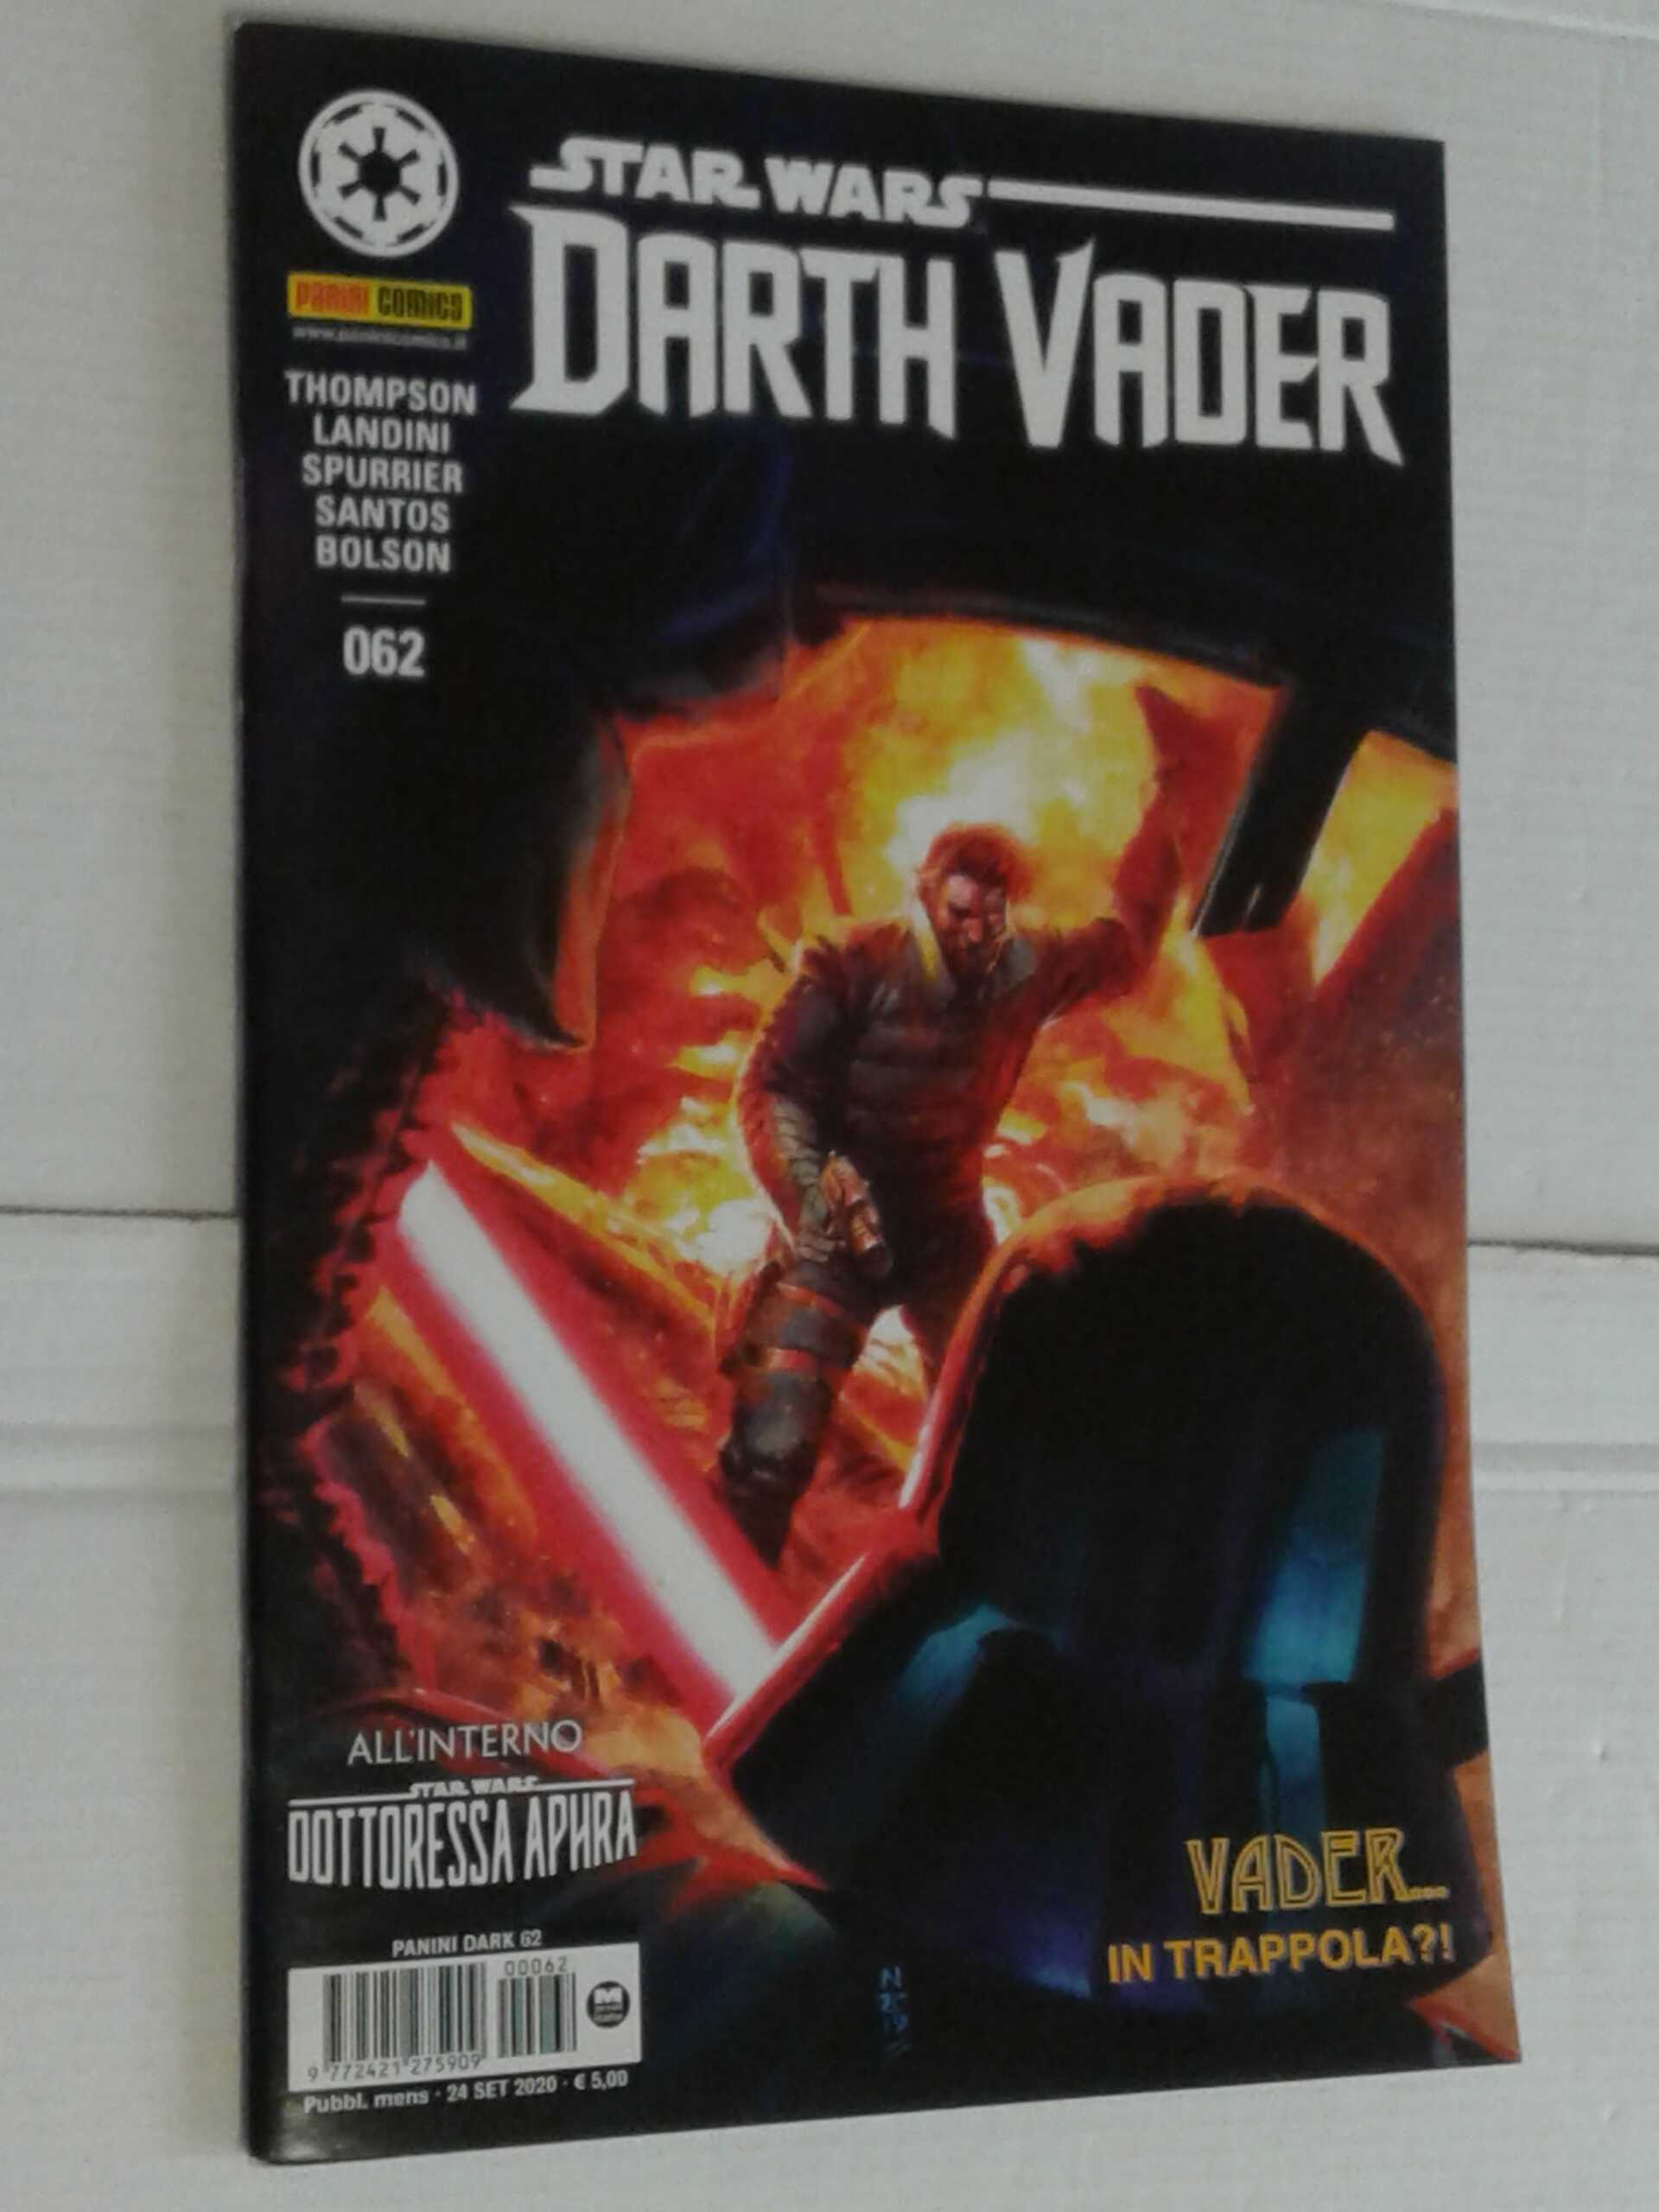 STAR WARS
DARTH VADER
PANINI COMICS
www.paninicomics.it
THOMPSON
LANDINI
SPURRIER
SANTOS
BOLSON
062
ALL'INTERNO
STAR WARS
DOTTORESSA APHRA
VADER...
IN TRAPPOLA?!
PANINI DARK 62
00062
M
9 772421 275909
Pubbl. mens · 24 SET 2020 · € 5,00